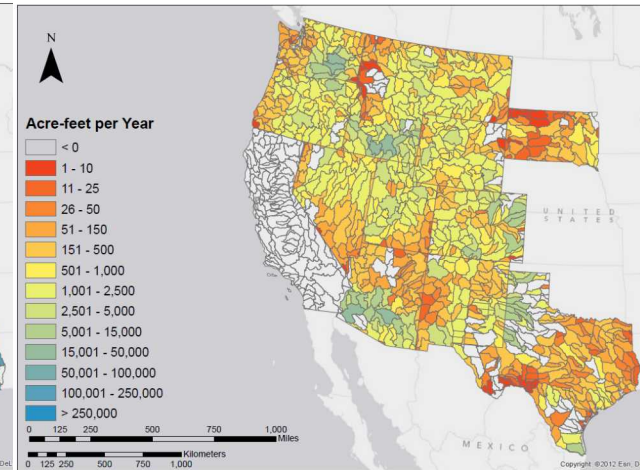 N
Acre-feet per Year
< 0
1 - 10
11 - 25
26 - 50
51 - 150
151 - 500
501 - 1,000
1,001 - 2,500
2,501 - 5,000
5,001 - 15,000
15,001 - 50,000
50,001 - 100,000
100,001 - 250,000
> 250,000
0 125 250 500 750 1,000
Miles
Kilometers
0 125 250 500 750 1,000
UNITED
STATES
MEXICO
DeL
Copyright © 2012 Esri, D